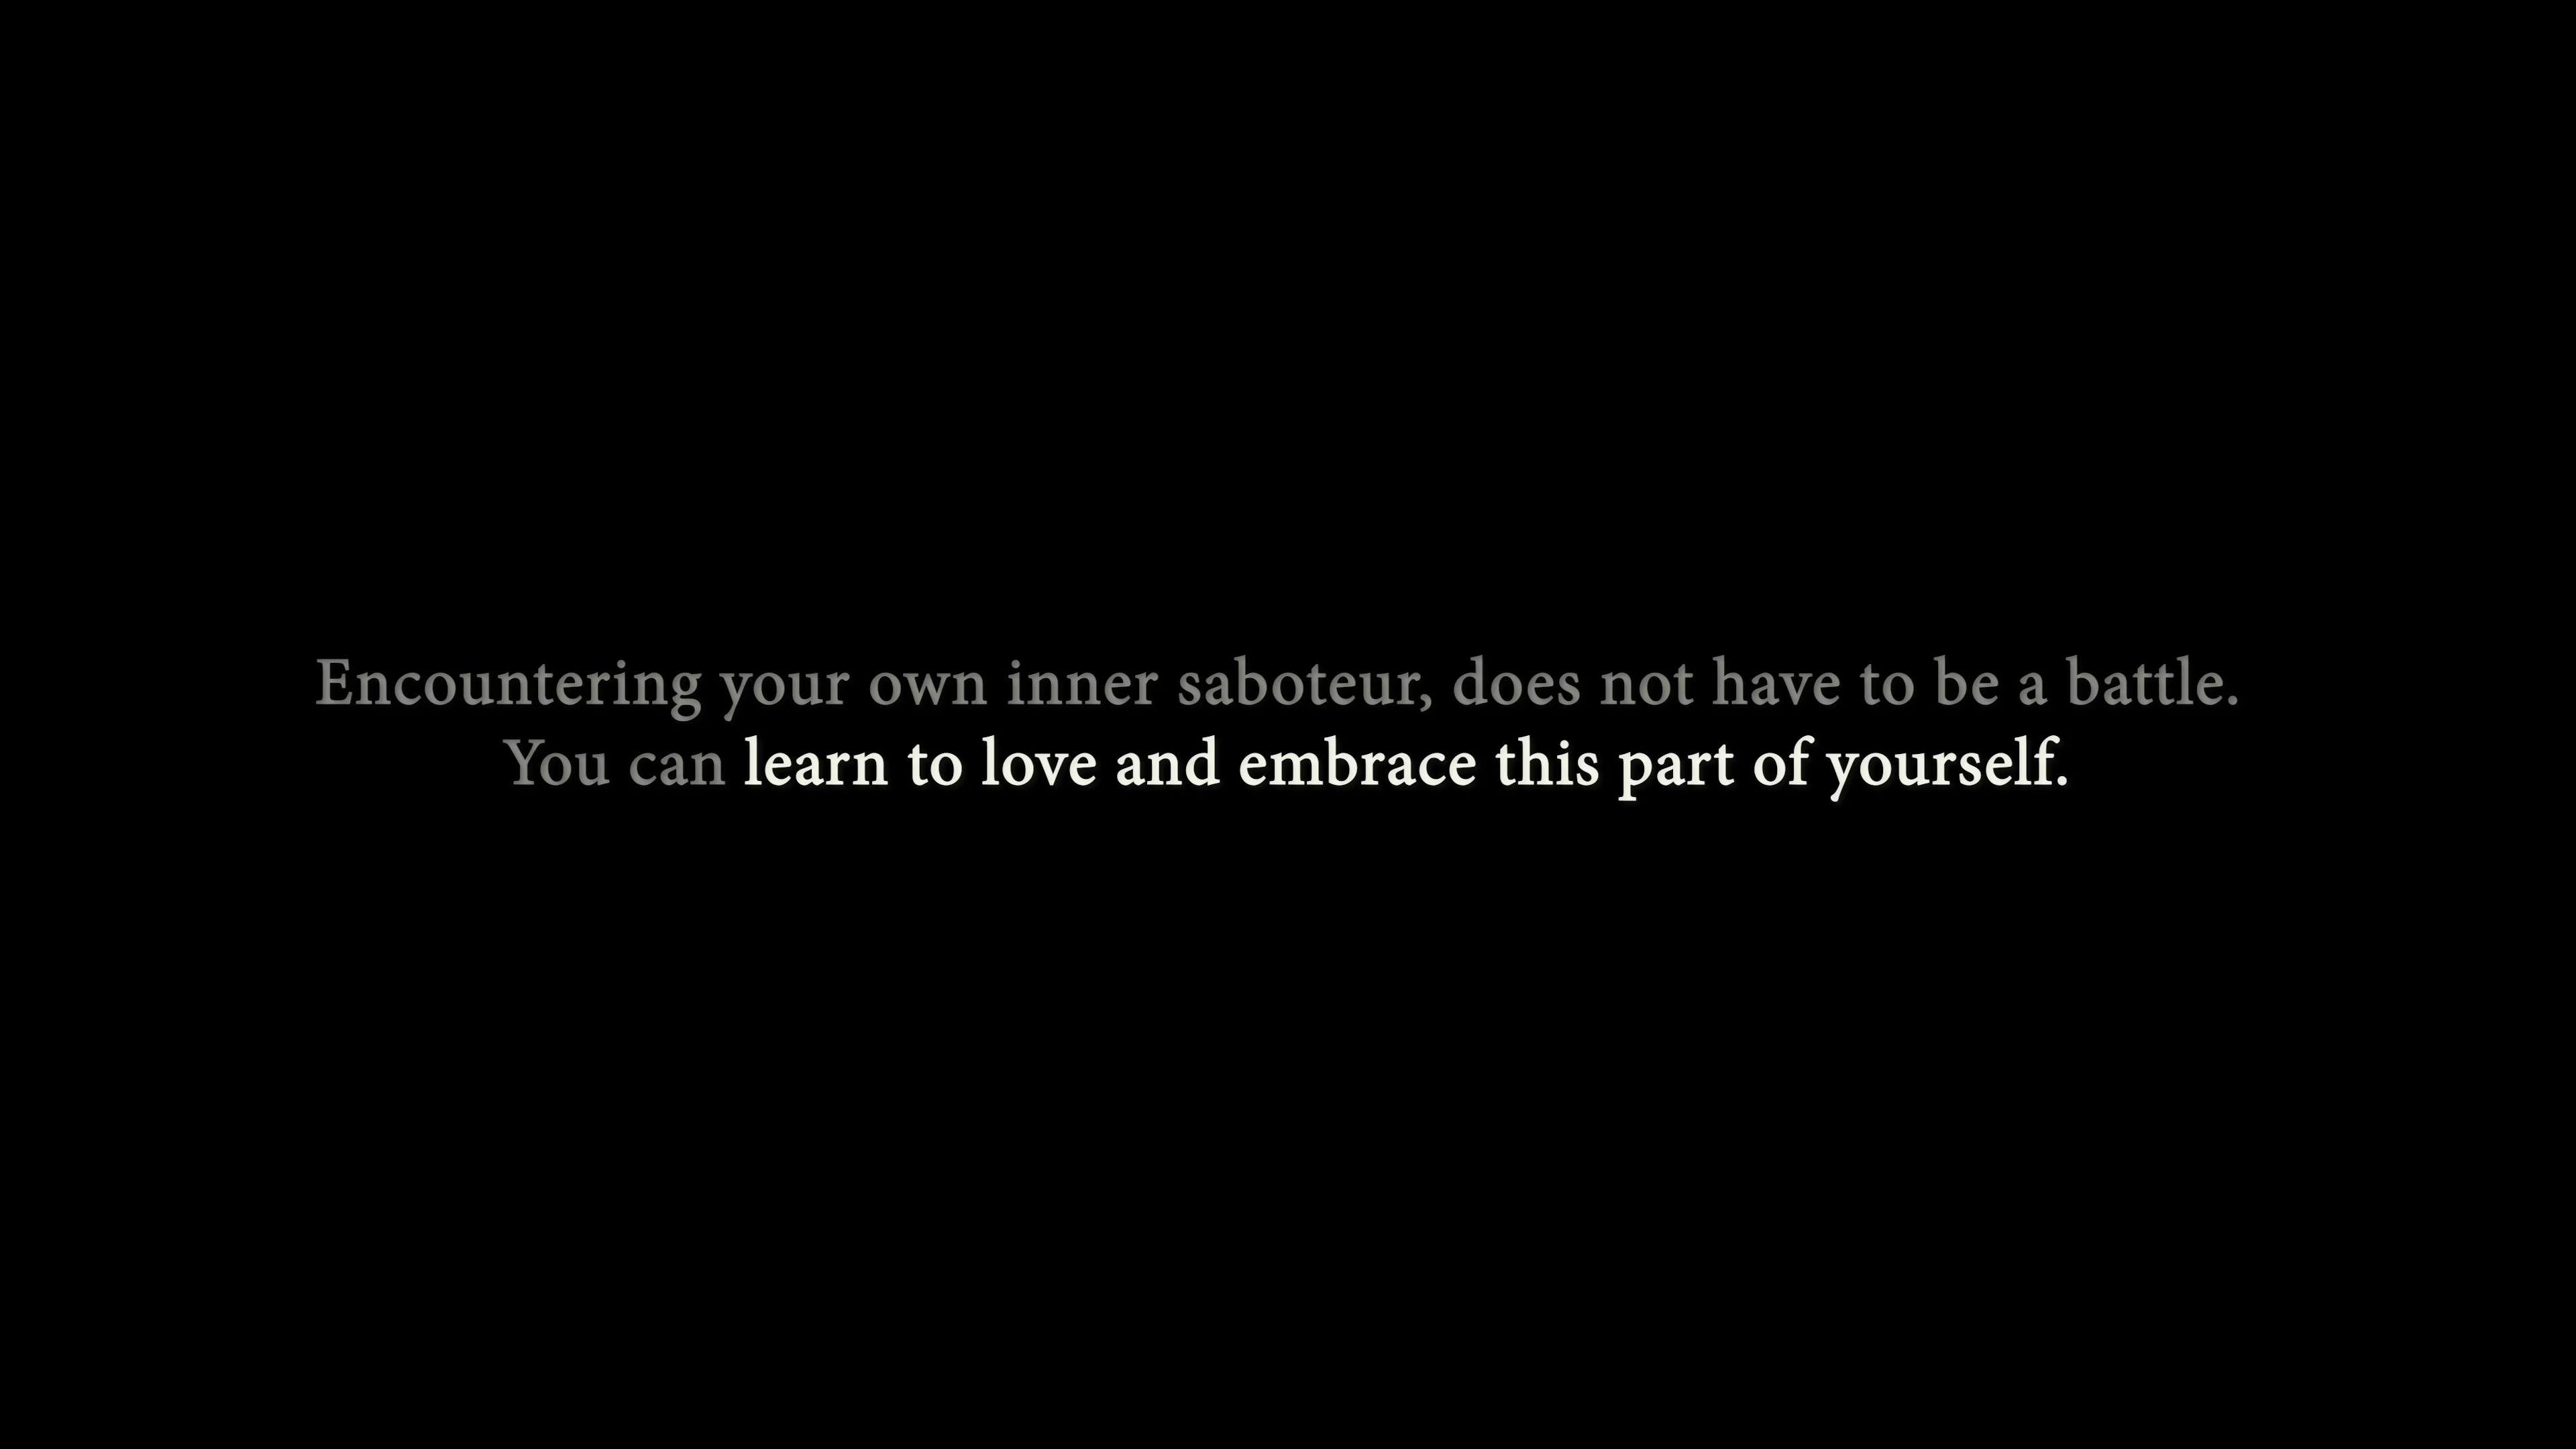 Encountering your own inner saboteur, does not have to be a battle.
You can learn to love and embrace this part of yourself.